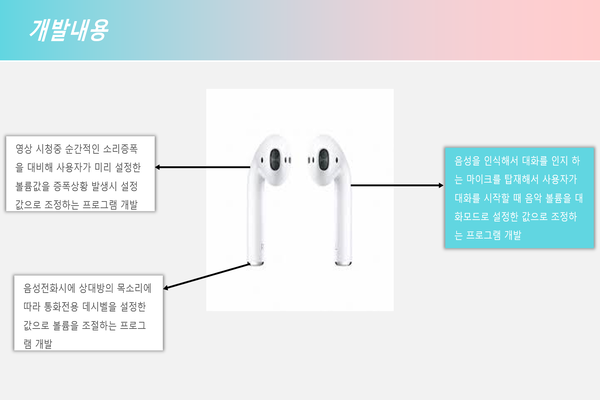 개발내용
영상 시청중 순간적인 소리증폭
을 대비해 사용자가 미리 설정한
볼륨값을 증폭상황 발생시 설정
값으로 조정하는 프로그램 개발
음성을 인식해서 대화를 인지 하
는 마이크를 탑재해서 사용자가
대화를 시작할 때 음악 볼륨을 대
화모드로 설정한 값으로 조정하
는 프로그램 개발
음성전화시에 상대방의 목소리에
따라 통화전용 데시벨을 설정한
값으로 볼륨을 조절하는 프로그
램 개발